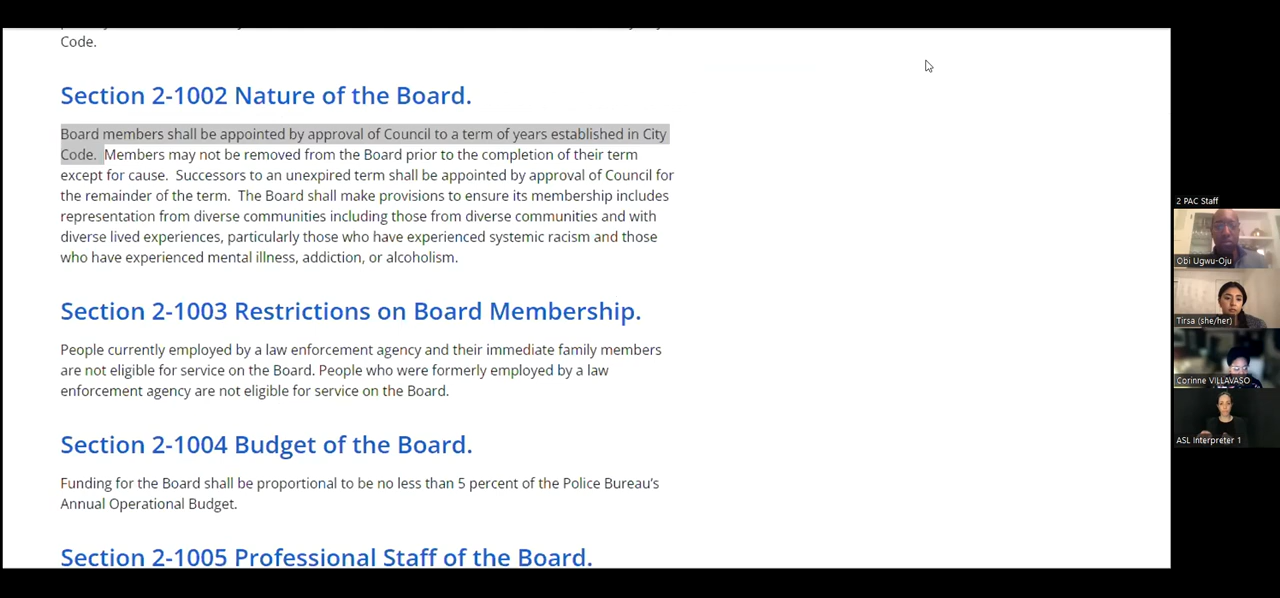 Code.
Section 2-1002 Nature of the Board.
Board members shall be appointed by approval of Council to a term of years established in City
Code. Members may not be removed from the Board prior to the completion of their term
except for cause. Successors to an unexpired term shall be appointed by approval of Council for
the remainder of the term. The Board shall make provisions to ensure its membership includes
representation from diverse communities including those from diverse communities and with
diverse lived experiences, particularly those who have experienced systemic racism and those
who have experienced mental illness, addiction, or alcoholism.
Section 2-1003 Restrictions on Board Membership.
People currently employed by a law enforcement agency and their immediate family members
are not eligible for service on the Board. People who were formerly employed by a law
enforcement agency are not eligible for service on the Board.
Section 2-1004 Budget of the Board.
Funding for the Board shall be proportional to be no less than 5 percent of the Police Bureau's
Annual Operational Budget.
Section 2-1005 Professional Staff of the Board.
2 PAC Staff
Obi Ugwu-Oju
Tirsa (she/her)
Corinne VILLAVASO
ASL Interpreter 1